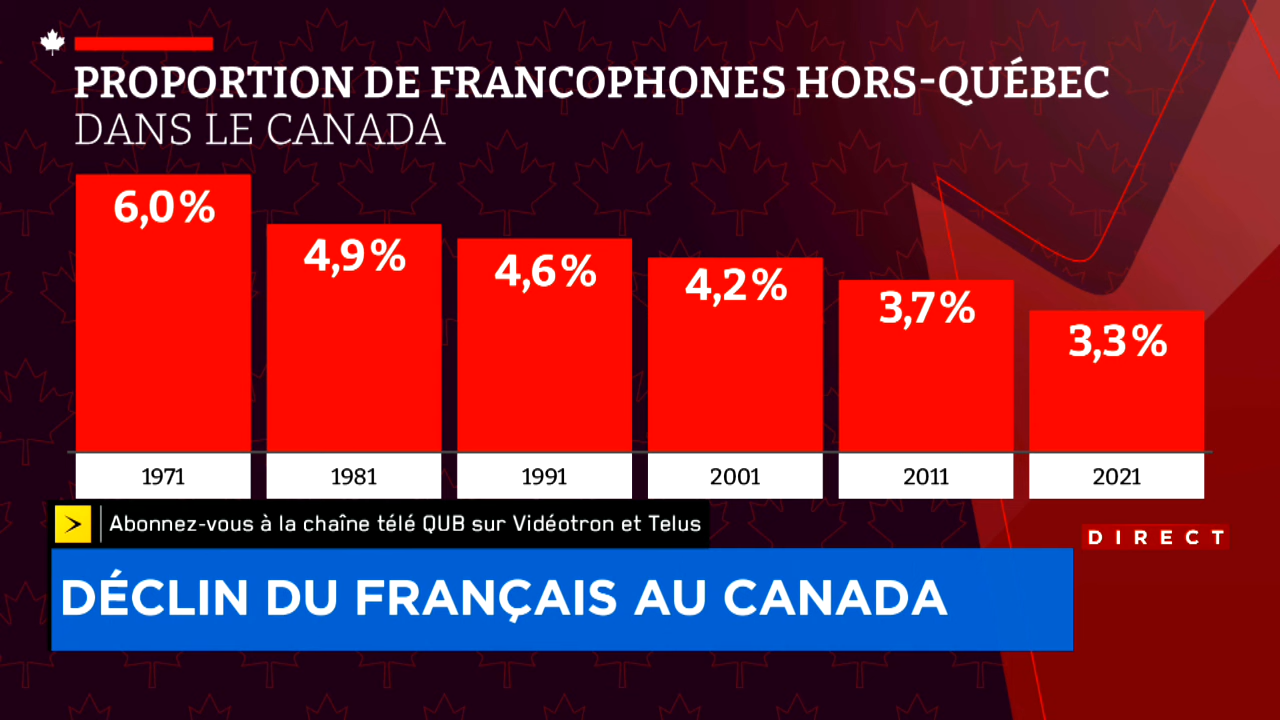 PROPORTION DE FRANCOPHONES HORS-QUÉBEC
DANS LE CANADA
6,0%
4,9%
4,6%
4,2%
3,7%
3,3%
1971
1981
1991
2001
2011
2021
Abonnez-vous à la chaîne télé QUB sur Vidéotron et Telus
DIRECT
DÉCLIN DU FRANÇAIS AU CANADA